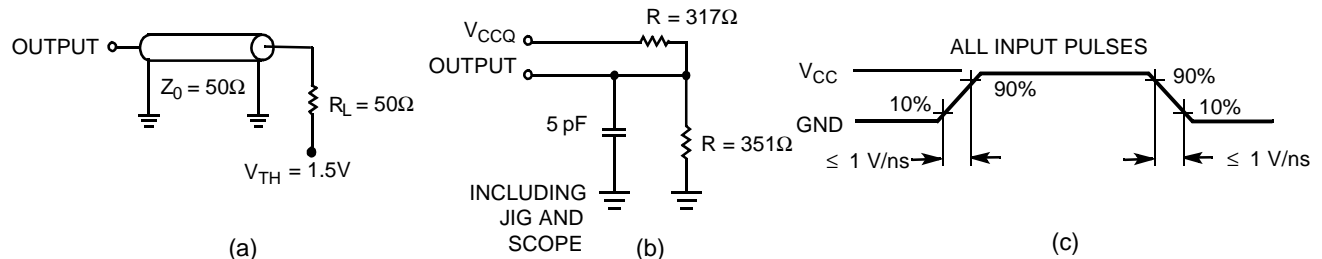 OUTPUT
Z0 = 50Ω
RL = 50Ω
VTH = 1.5V
(a)
R = 317Ω
VCCQ
OUTPUT
5 pF
R = 351Ω
INCLUDING
JIG AND
SCOPE
(b)
ALL INPUT PULSES
VCC
90%
90%
10%
10%
GND
≤ 1 V/ns
≤ 1 V/ns
(c)